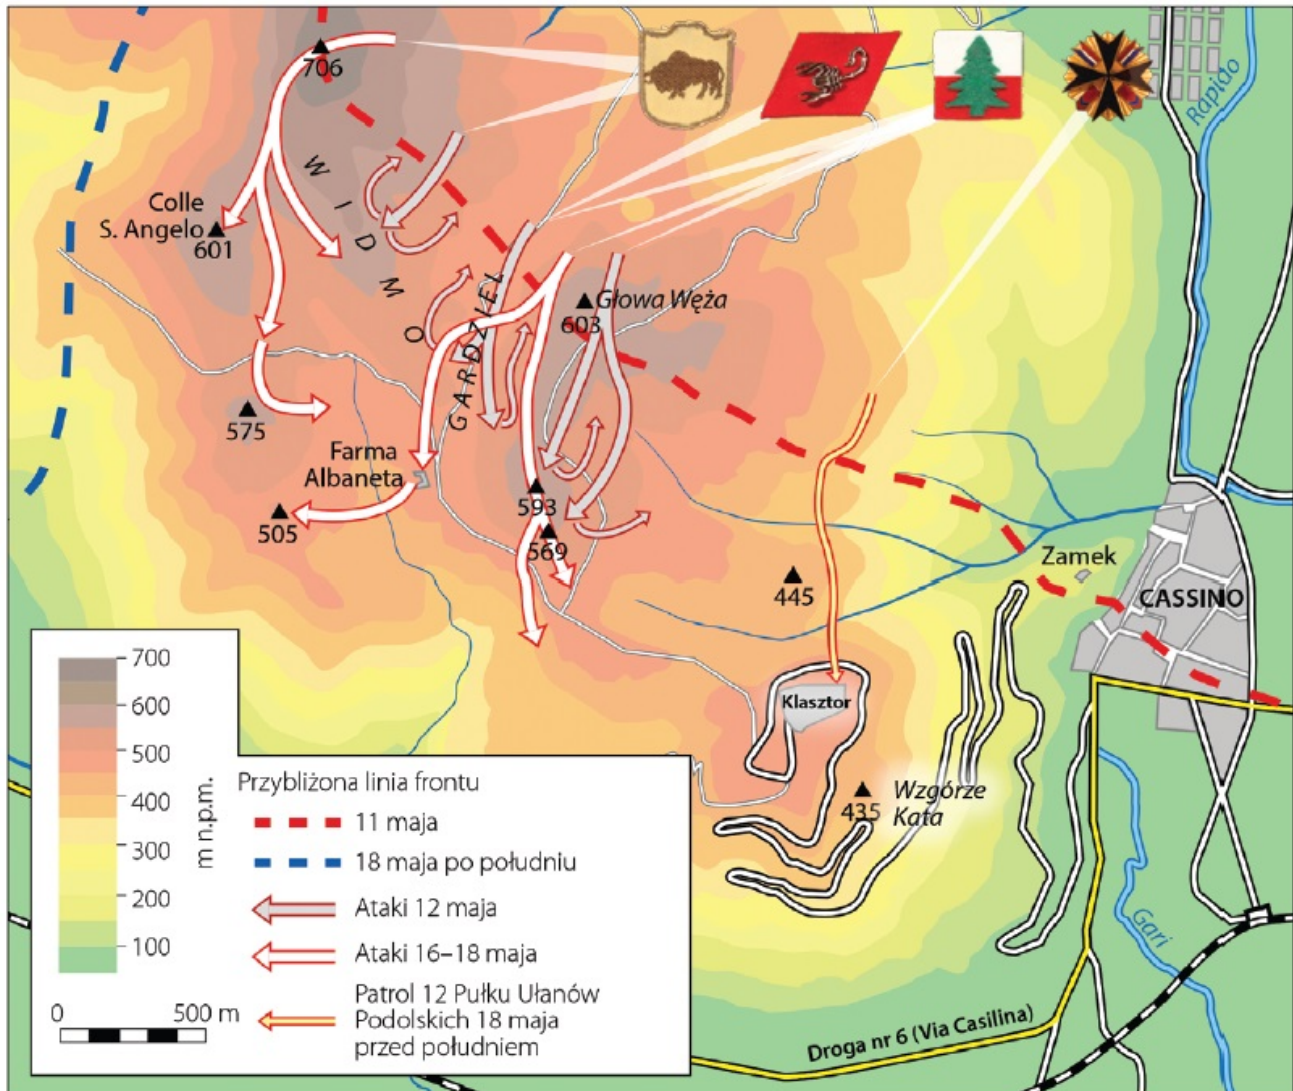 706
Rapido
W I D M O
Colle
S. Angelo
601
GARDZIEL
Głowa Węża
603
575
Farma
Albaneta
593
505
569
Zamek
445
CASSINO
Klasztor
Wzgórze
435 Kata
700
600
500
400
300
200
100
m n.p.m.
0 500 m
Przybliżona linia frontu
11 maja
18 maja po południu
Ataki 12 maja
Ataki 16–18 maja
Patrol 12 Pułku Ułanów
Podolskich 18 maja
przed południem
Gari
Droga nr 6 (Via Casilina)